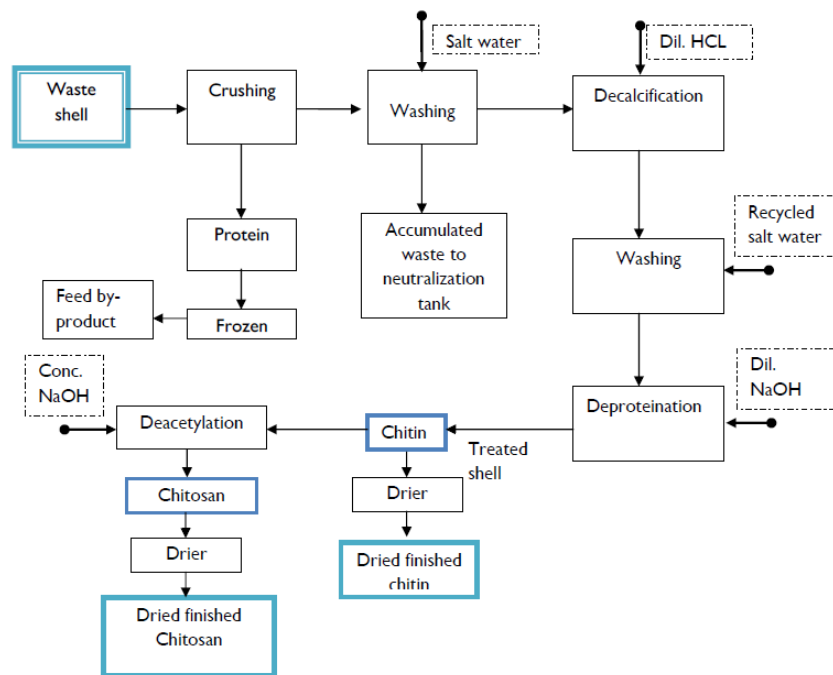 Salt water
Dil. HCL
Waste
shell
Crushing
Washing
Decalcification
Protein
Accumulated
waste to
neutralization
tank
Recycled
salt water
Washing
Feed by-
product
Frozen
Conc.
NaOH
Dil.
NaOH
Deacetylation
Chitin
Deproteination
Treated
shell
Chitosan
Drier
Drier
Dried finished
chitin
Dried finished
Chitosan